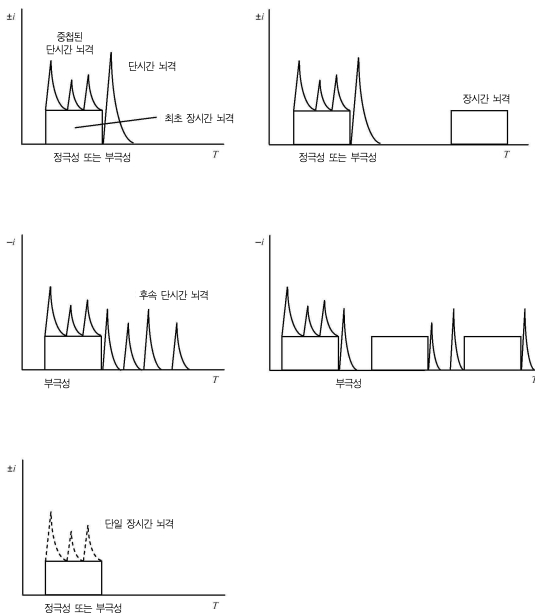 ±i
중첩된
단시간 뇌격
단시간 뇌격
최초 장시간 뇌격
정극성 또는 부극성
T
±i
장시간 뇌격
정극성 또는 부극성
T
–i
후속 단시간 뇌격
부극성
T
–i
부극성
T
±i
단일 장시간 뇌격
정극성 또는 부극성
T